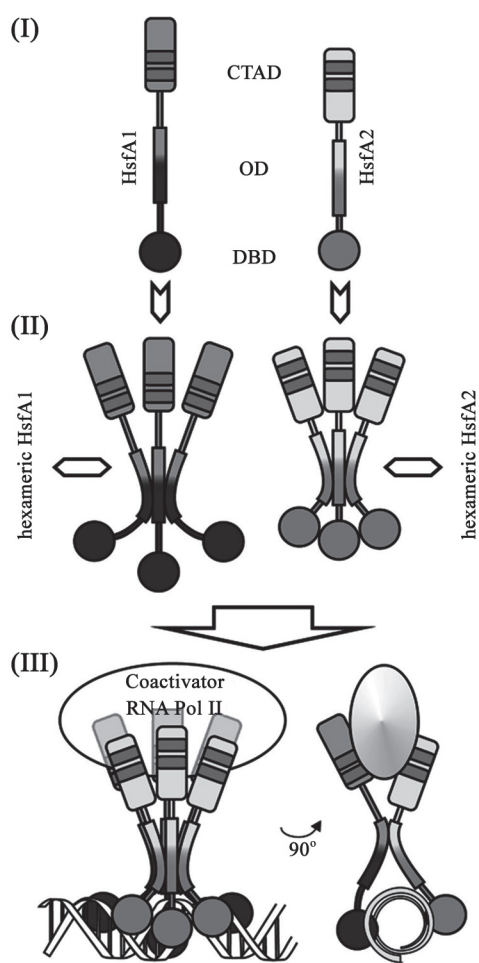 (I)
CTAD
HsfA1
OD
HsfA2
DBD
(II)
hexameric HsfA1
hexameric HsfA2
(III)
Coactivator
RNA Pol II
90°